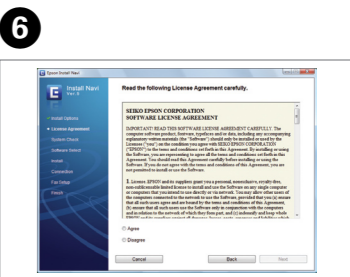 6
Epson Install Navi
Install Navi
Read the following License Agreement carefully.
Install Options
License Agreement
System Check
Software Select
Install
Connection
Fax Setup
Finish
SEIKO EPSON CORPORATION
SOFTWARE LICENSE AGREEMENT
IMPORTANT! READ THIS SOFTWARE LICENSE AGREEMENT CAREFULLY. The
computer software product, fontware, typefaces and/or data, including any accompanying
explanatory written materials (the "Software") should only be installed or used by the
Licensee ("you") on the condition you agree with SEIKO EPSON CORPORATION
("EPSON") to the terms and conditions set forth in this Agreement. By installing or using
the Software, you are representing to agree all the terms and conditions set forth in this
Agreement. You should read this Agreement carefully before installing or using the
Software. If you do not agree with the terms and conditions of this Agreement, you are
not permitted to install or use the Software.
1. License. EPSON and its suppliers grant you a personal, nonexclusive, royalty-free,
non-sublicensable limited license to install and use the Software on any single computer
or computers that you intend to use directly or via network. You may allow other users of
the computers connected to the network to use the Software, provided that you (a) ensure
that all such users agree and are bound by the terms and conditions of this Agreement,
(b) ensure that all such users use the Software only in conjunction with the computers
and in relation to the network of which they form part, and (c) indemnify and keep whole
Agree
Disagree
Cancel
Back
Next